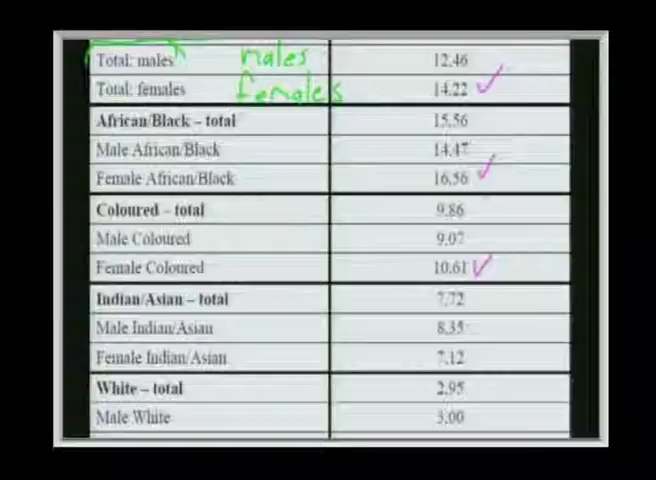 Total: males males 12.46
Total: females females 14.22
African/Black – total 15.56
Male African/Black 14.47
Female African/Black 16.56
Coloured – total 9.86
Male Coloured 9.07
Female Coloured 10.61
Indian/Asian – total 7.72
Male Indian/Asian 8.35
Female Indian/Asian 7.12
White – total 2.95
Male White 3.00